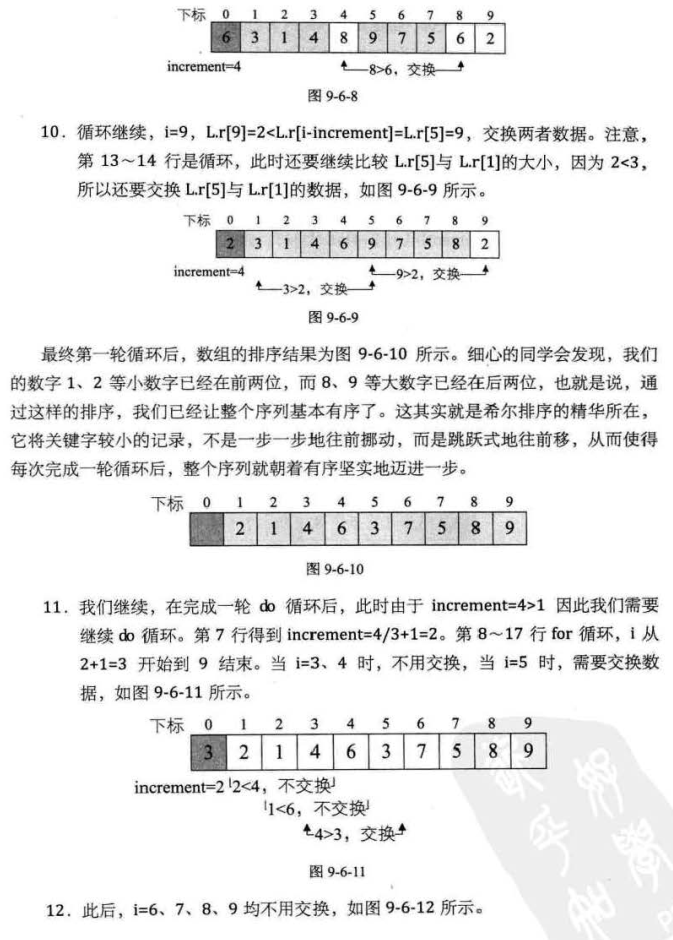 下标 0 1 2 3 4 5 6 7 8 9
6 3 1 4 8 9 7 5 6 2
increment=4 8>6，交换
图 9-6-8
10．循环继续，i=9，L.r[9]=2<L.r[i-increment]=L.r[5]=9，交换两者数据。注意，
第 13～14 行是循环，此时还要继续比较 L.r[5]与 L.r[1]的大小，因为 2<3，
所以还要交换 L.r[5]与 L.r[1]的数据，如图 9-6-9 所示。
下标 0 1 2 3 4 5 6 7 8 9
2 3 1 4 6 9 7 5 8 2
increment=4 9>2，交换
3>2，交换
图 9-6-9
最终第一轮循环后，数组的排序结果为图 9-6-10 所示。细心的同学会发现，我们
的数字 1、2 等小数字已经在前两位，而 8、9 等大数字已经在后两位，也就是说，通
过这样的排序，我们已经让整个序列基本有序了。这其实就是希尔排序的精华所在，
它将关键字较小的记录，不是一步一步地往前挪动，而是跳跃式地往前移，从而使得
每次完成一轮循环后，整个序列就朝着有序坚实地迈进一步。
下标 0 1 2 3 4 5 6 7 8 9
2 1 4 6 3 7 5 8 9
图 9-6-10
11．我们继续，在完成一轮 do 循环后，此时由于 increment=4>1 因此我们需要
继续 do 循环。第 7 行得到 increment=4/3+1=2。第 8～17 行 for 循环，i 从
2+1=3 开始到 9 结束。当 i=3、4 时，不用交换，当 i=5 时，需要交换数
据，如图 9-6-11 所示。
下标 0 1 2 3 4 5 6 7 8 9
3 2 1 4 6 3 7 5 8 9
increment=2 2<4，不交换
1<6，不交换
4>3，交换
图 9-6-11
12．此后，i=6、7、8、9 均不用交换，如图 9-6-12 所示。